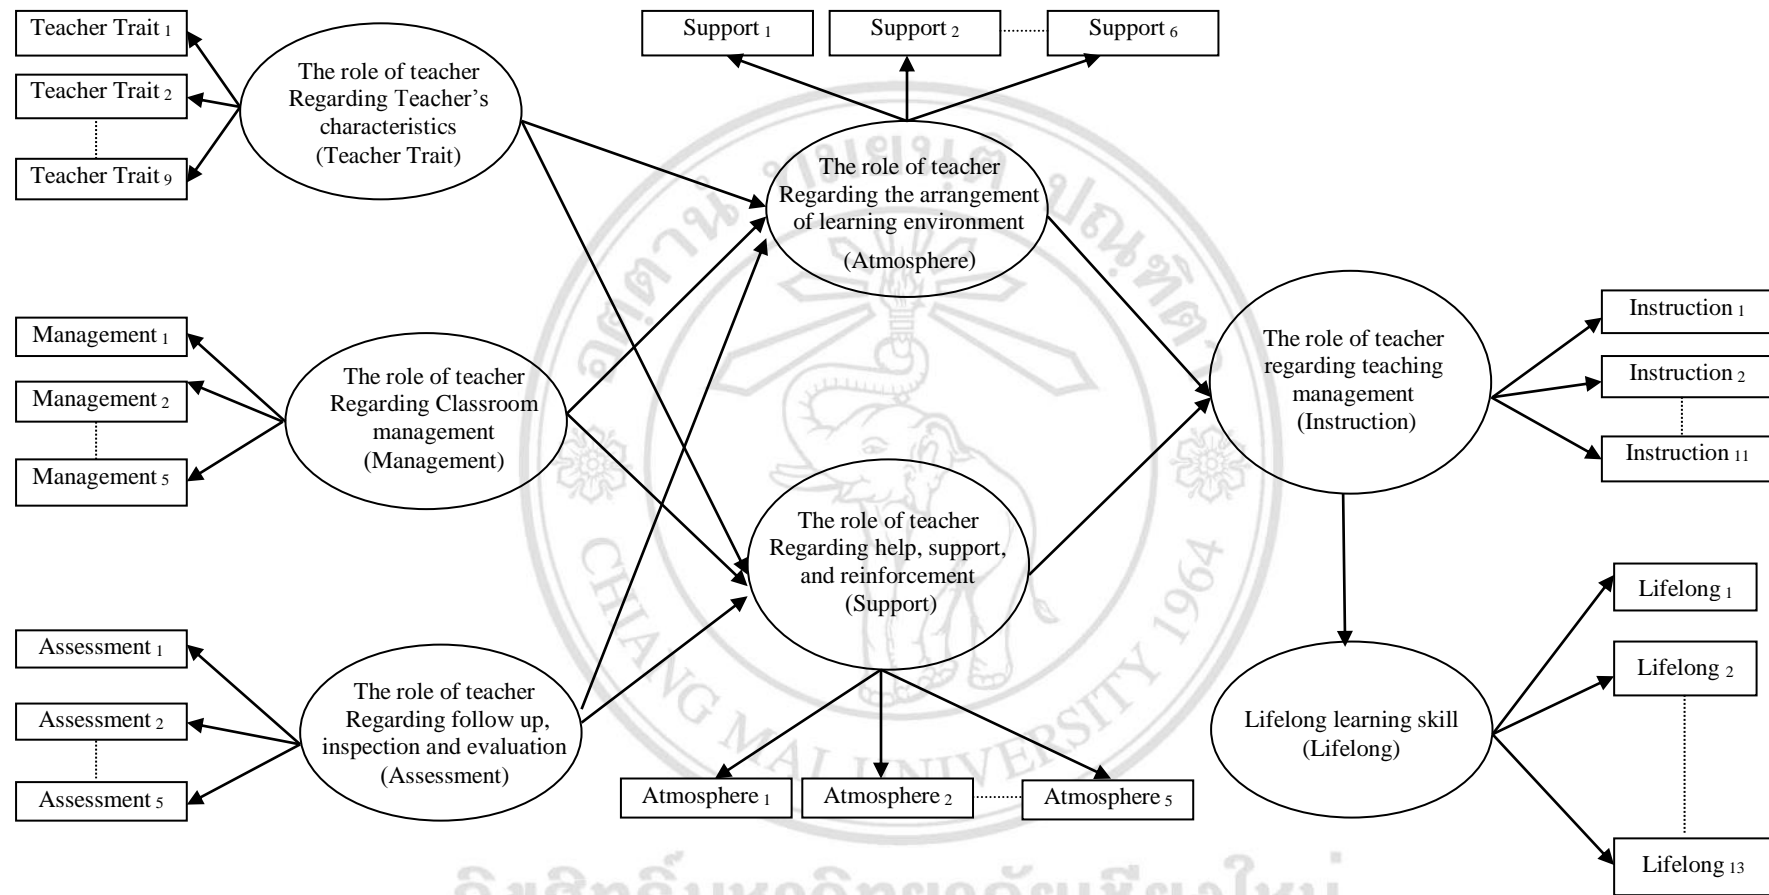 Teacher Trait 1
Teacher Trait 2
Teacher Trait 9
The role of teacher
Regarding Teacher's
characteristics
(Teacher Trait)
Support 1
Support 2
Support 6
The role of teacher
Regarding the arrangement
of learning environment
(Atmosphere)
Management 1
Management 2
Management 5
The role of teacher
Regarding Classroom
management
(Management)
The role of teacher
regarding teaching
management
(Instruction)
Instruction 1
Instruction 2
Instruction 11
The role of teacher
Regarding help, support,
and reinforcement
(Support)
Assessment 1
Assessment 2
Assessment 5
The role of teacher
Regarding follow up,
inspection and evaluation
(Assessment)
Atmosphere 1
Atmosphere 2
Atmosphere 5
Lifelong learning skill
(Lifelong)
Lifelong 1
Lifelong 2
Lifelong 13
CHIANG MAI UNIVERSITY 1964